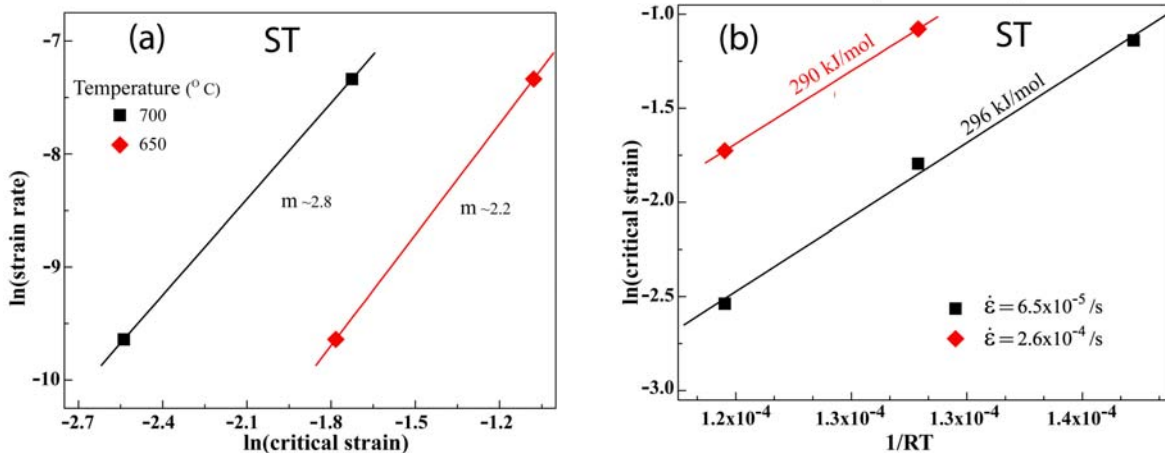 (a) ST
Temperature (° C)
700
650
m ~2.8
m ~2.2
ln(strain rate)
-7
-8
-9
-10
-2.7 -2.4 -2.1 -1.8 -1.5 -1.2
ln(critical strain)
(b) ST
290 kJ/mol
296 kJ/mol
ε̇ = 6.5x10⁻⁵ /s
ε̇ = 2.6x10⁻⁴ /s
ln(critical strain)
-1.0
-1.5
-2.0
-2.5
-3.0
1.2x10⁻⁴ 1.3x10⁻⁴ 1.3x10⁻⁴ 1.4x10⁻⁴
1/RT